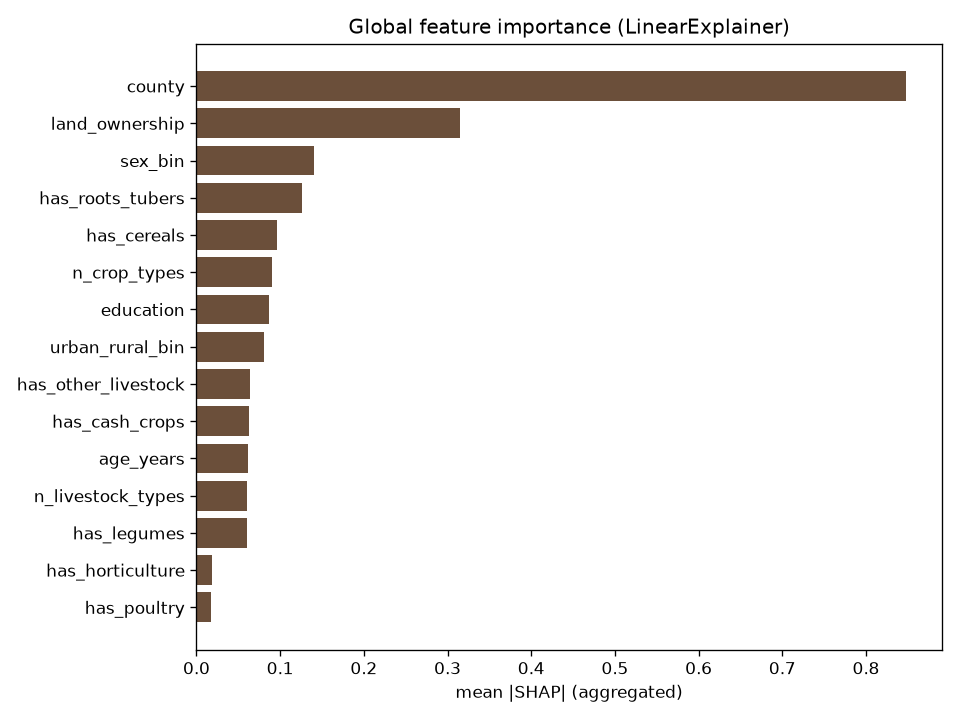 Global feature importance (LinearExplainer)
county
land_ownership
sex_bin
has_roots_tubers
has_cereals
n_crop_types
education
urban_rural_bin
has_other_livestock
has_cash_crops
age_years
n_livestock_types
has_legumes
has_horticulture
has_poultry
0.0 0.1 0.2 0.3 0.4 0.5 0.6 0.7 0.8
mean |SHAP| (aggregated)